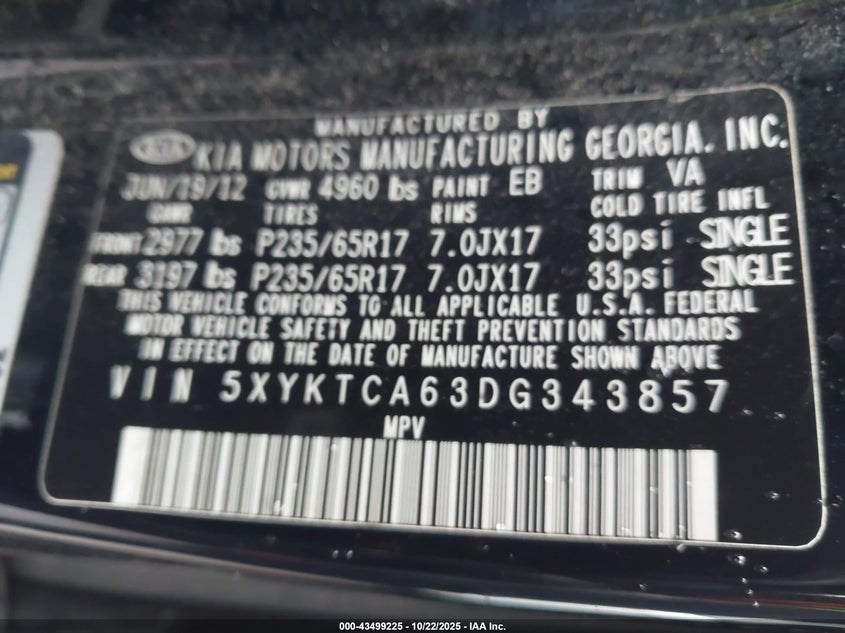 MANUFACTURED BY
KIA KIA MOTORS MANUFACTURING GEORGIA. INC.
JUN/19/12 GVWR 4960 lbs PAINT EB TRIM VA
GAWR TIRES RIMS COLD TIRE INFL
FRONT 2977 lbs P235/65R17 7.0JX17 33psi SINGLE
REAR 3197 lbs P235/65R17 7.0JX17 33psi SINGLE
THIS VEHICLE CONFORMS TO ALL APPLICABLE U.S.A. FEDERAL
MOTOR VEHICLE SAFETY AND THEFT PREVENTION STANDARDS
IN EFFECT ON THE DATE OF MANUFACTURE SHOWN ABOVE
VIN 5XYKTCA63DG343857
MPV
000-43499225 - 10/22/2025 - IAA Inc.